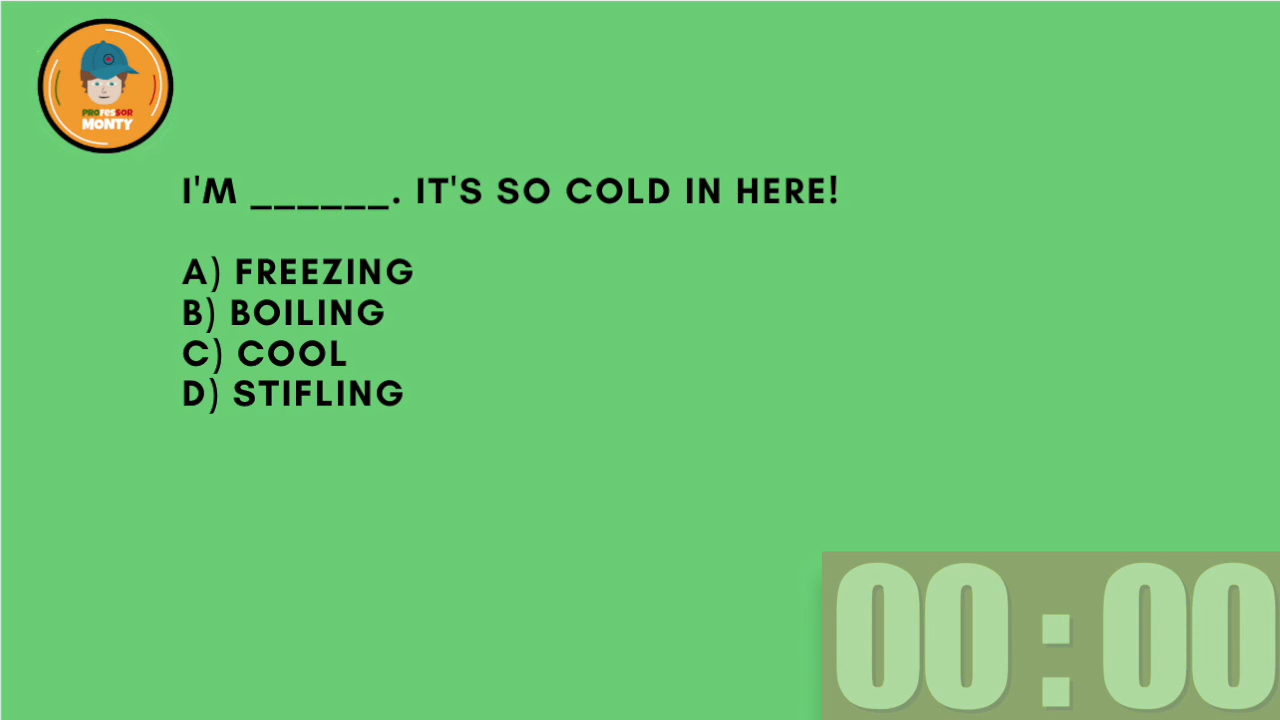 PROFESSOR
MONTY
I'M ______. IT'S SO COLD IN HERE!
A) FREEZING
B) BOILING
C) COOL
D) STIFLING
00:00